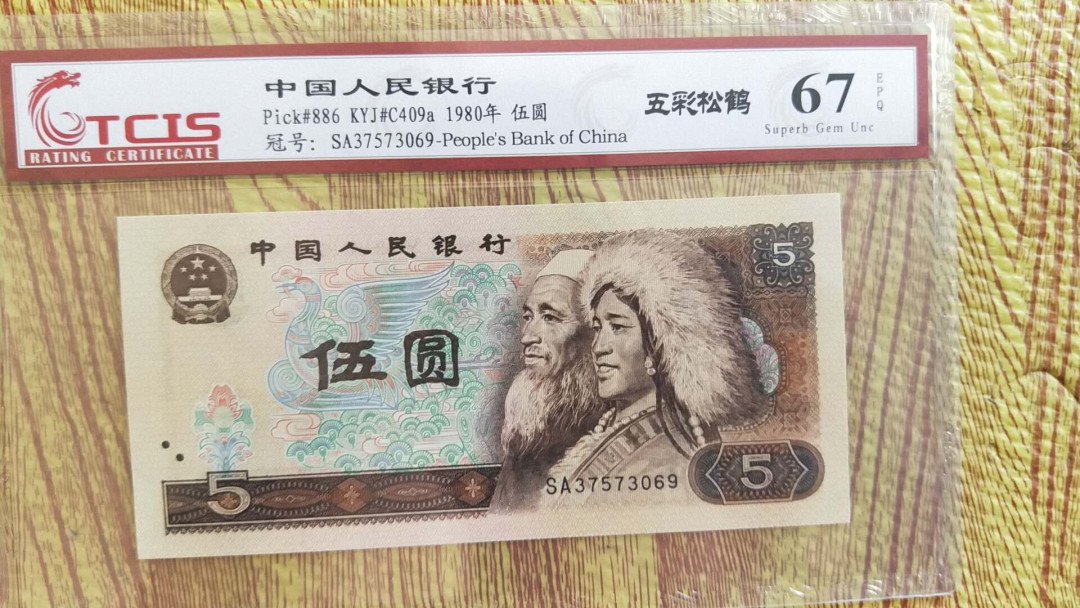 TCIS
RATING CERTIFICATE
中国人民银行
Pick#886 KYJ#C409a 1980年 伍圆
冠号: SA37573069-People's Bank of China
五彩松鹤
67
EPQ
Superb Gem Unc
中国人民银行
5
伍圆
SA37573069
5
5